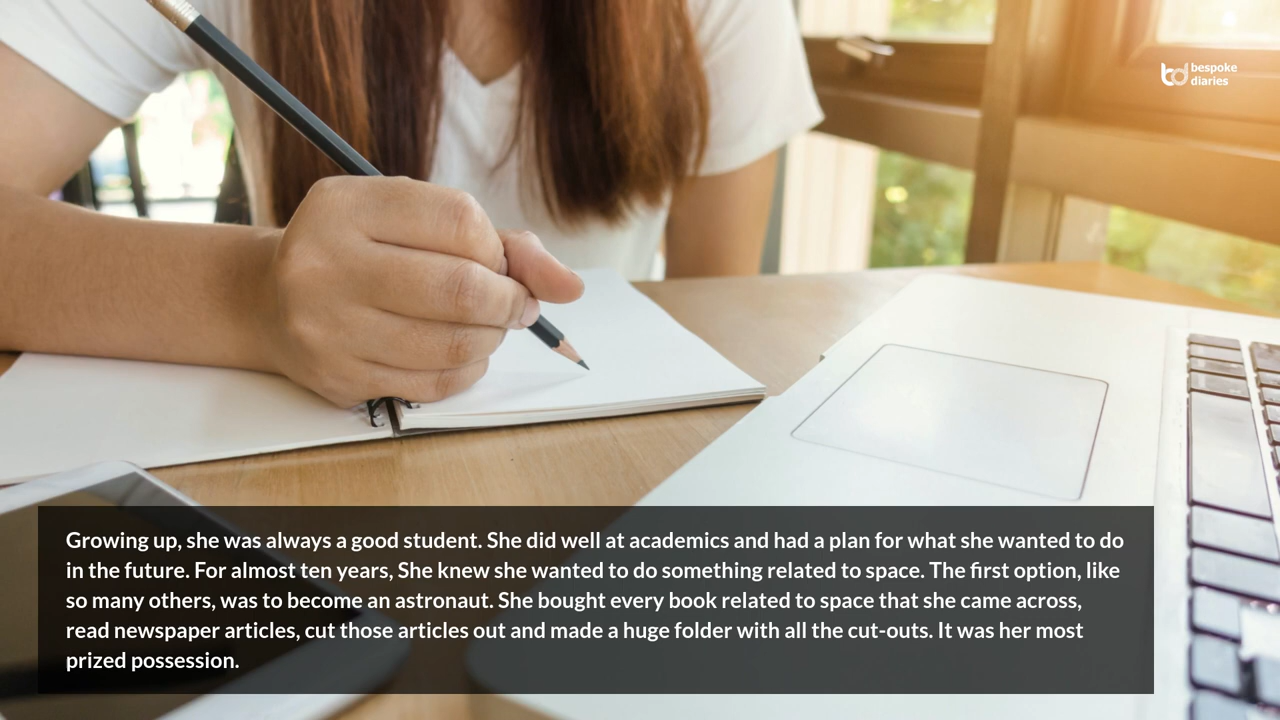 bespoke
diaries
Growing up, she was always a good student. She did well at academics and had a plan for what she wanted to do
in the future. For almost ten years, She knew she wanted to do something related to space. The first option, like
so many others, was to become an astronaut. She bought every book related to space that she came across,
read newspaper articles, cut those articles out and made a huge folder with all the cut-outs. It was her most
prized possession.